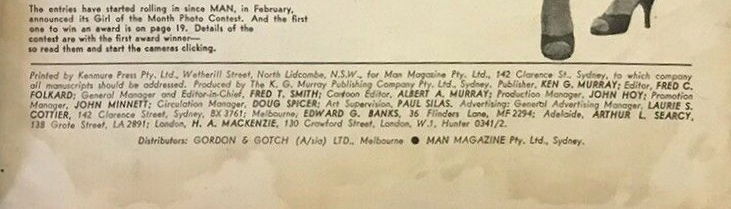 The entries have started rolling in since MAN, in February,
announced its Girl of the Month Photo Contest. And the first
one to win an award is on page 19. Details of the
contest are with the first award winner—
so read them and start the cameras clicking.
Printed by Kenmure Press Pty. Ltd., Wetherill Street, North Lidcombe, N.S.W., for Man Magazine Pty. Ltd., 142 Clarence St., Sydney, to which company
all manuscripts should be addressed. Produced by The K. G. Murray Publishing Company Pty. Ltd., Sydney. Publisher, KEN G. MURRAY; Editor, FRED C.
FOLKARD; General Manager and Editor-in-Chief, FRED T. SMITH; Cartoon Editor, ALBERT A. MURRAY; Production Manager, JOHN HOY; Promotion
Manager, JOHN MINNETT; Circulation Manager, DOUG SPICER; Art Supervision, PAUL SILAS. Advertising: General Advertising Manager, LAURIE S.
COTTIER, 142 Clarence Street, Sydney, BX 3761; Melbourne, EDWARD G. BANKS, 36 Flinders Lane, MF 2294; Adelaide, ARTHUR L. SEARCY,
138 Grote Street, LA 2891; London, H. A. MACKENZIE, 130 Crawford Street, London, W.1, Hunter 0341/2.
Distributors: GORDON & GOTCH (A/sia) LTD., Melbourne ● MAN MAGAZINE Pty. Ltd., Sydney.